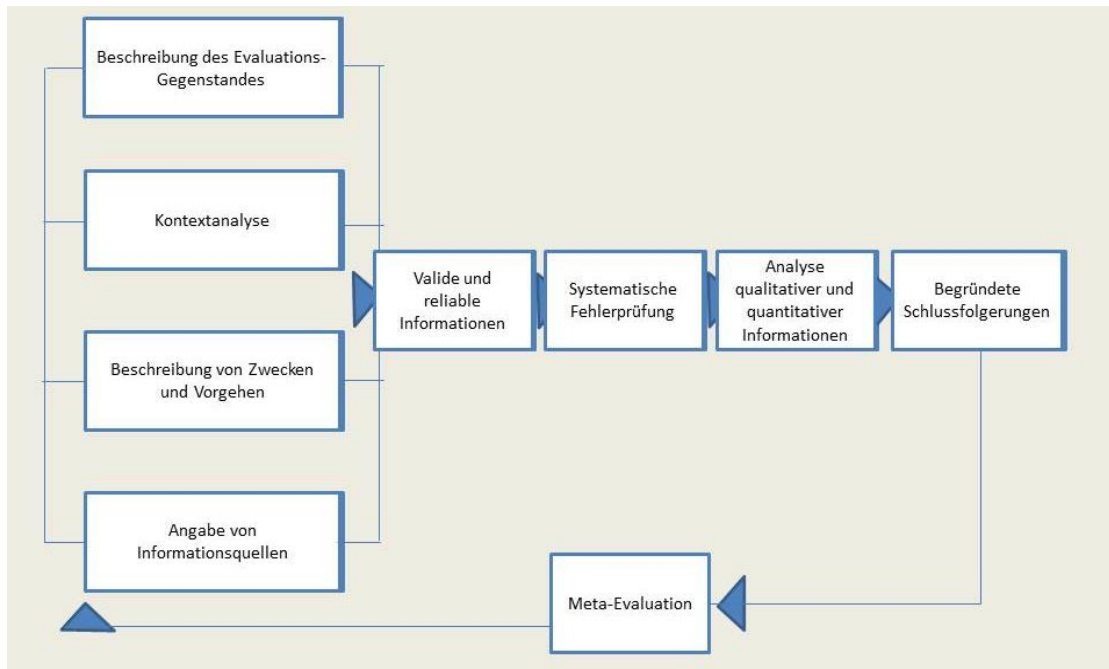 Beschreibung des Evaluations-
Gegenstandes
Kontextanalyse
Beschreibung von Zwecken
und Vorgehen
Angabe von
Informationsquellen
Valide und
reliable
Informationen
Systematische
Fehlerprüfung
Analyse
qualitativer und
quantitativer
Informationen
Begründete
Schlussfolgerungen
Meta-Evaluation